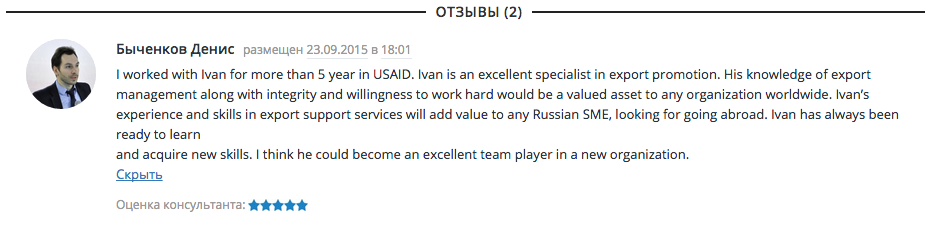 ОТЗЫВЫ (2)
Быченков Денис размещен 23.09.2015 в 18:01
I worked with Ivan for more than 5 year in USAID. Ivan is an excellent specialist in export promotion. His knowledge of export
management along with integrity and willingness to work hard would be a valued asset to any organization worldwide. Ivan’s
experience and skills in export support services will add value to any Russian SME, looking for going abroad. Ivan has always been
ready to learn
and acquire new skills. I think he could become an excellent team player in a new organization.
Скрыть
Оценка консультанта: